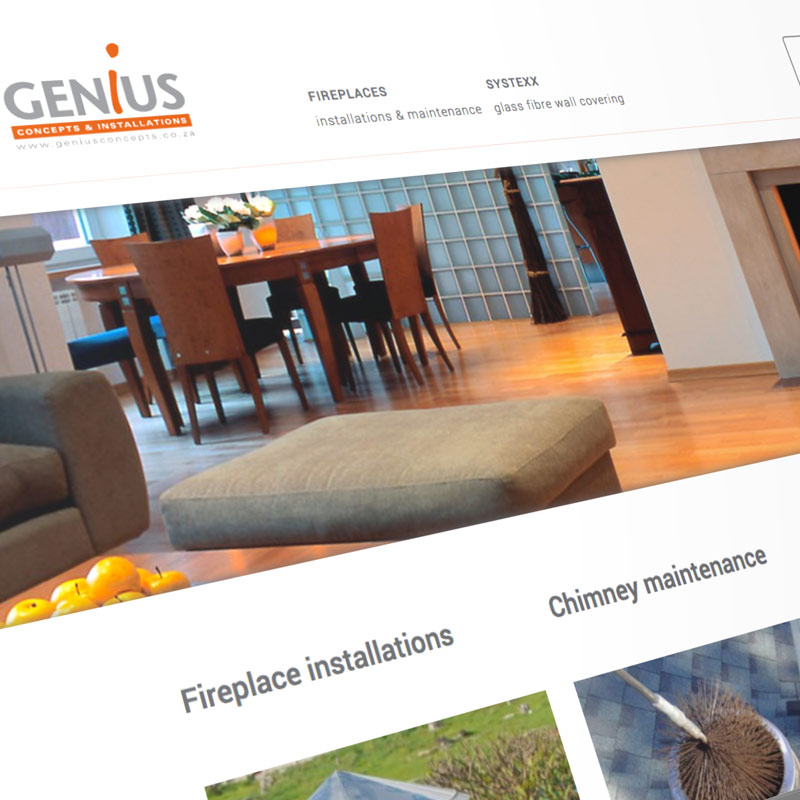 GENiUS
CONCEPTS & INSTALLATIONS
www.geniusconcepts.co.za
FIREPLACES
installations & maintenance
SYSTEXX
glass fibre wall covering
Fireplace installations
Chimney maintenance